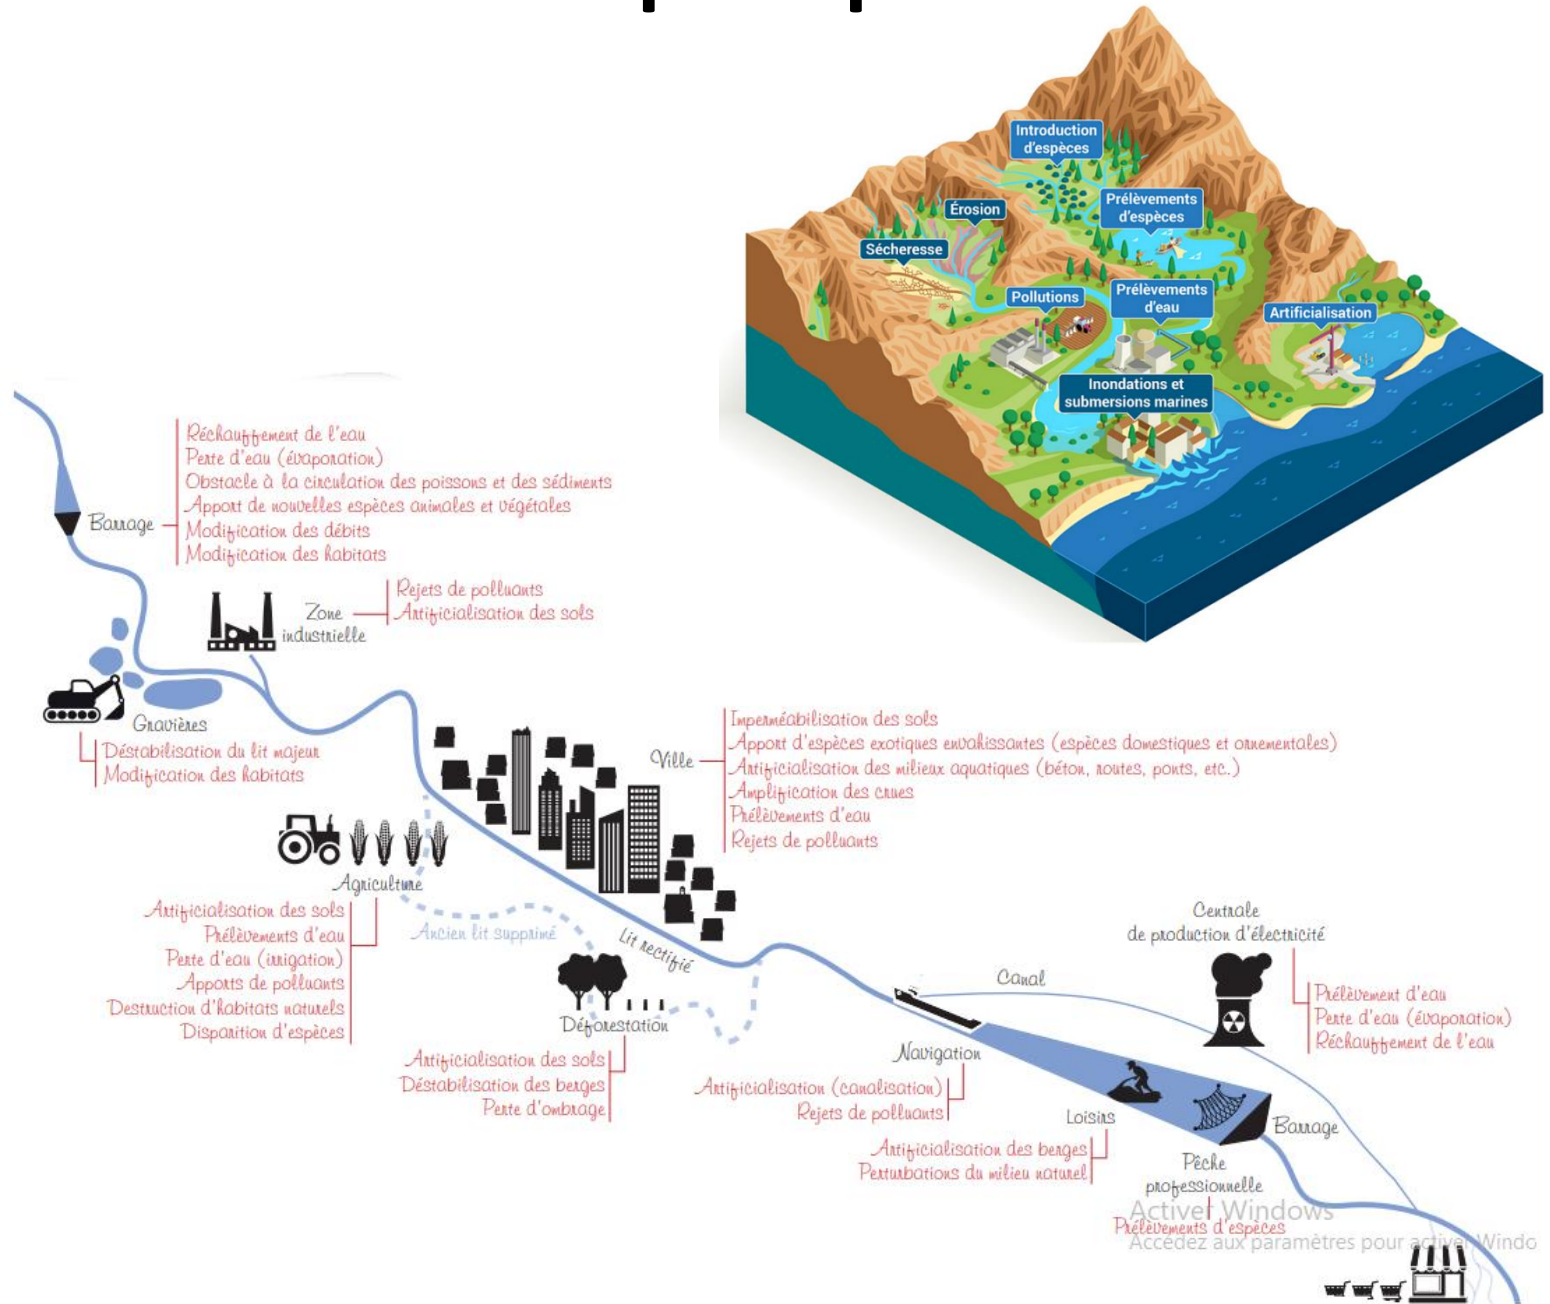 Introduction
d'espèces
Prélèvements
d'espèces
Érosion
Sécheresse
Pollutions
Prélèvements
d'eau
Artificialisation
Inondations et
submersions marines
Réchauffement de l'eau
Perte d'eau (évaporation)
Obstacle à la circulation des poissons et des sédiments
Apport de nouvelles espèces animales et végétales
Modification des débits
Modification des habitats
Barrage
Rejets de polluants
Artificialisation des sols
Zone
industrielle
Gravières
Déstabilisation du lit majeur
Modification des habitats
Ville
Imperméabilisation des sols
Apport d'espèces exotiques envahissantes (espèces domestiques et ornementales)
Artificialisation des milieux aquatiques (béton, routes, ponts, etc.)
Amplification des crues
Prélèvements d'eau
Rejets de polluants
Agriculture
Artificialisation des sols
Prélèvements d'eau
Perte d'eau (irrigation)
Apports de polluants
Destruction d'habitats naturels
Disparition d'espèces
Ancien lit supprimé
Lit rectifié
Déforestation
Artificialisation des sols
Déstabilisation des berges
Perte d'ombrage
Centrale
de production d'électricité
Prélèvement d'eau
Perte d'eau (évaporation)
Réchauffement de l'eau
Canal
Navigation
Artificialisation (canalisation)
Rejets de polluants
Loisirs
Artificialisation des berges
Perturbations du milieu naturel
Barrage
Pêche
professionnelle
Prélèvements d'espèces
Activer Windows
Accédez aux paramètres pour activer Windo